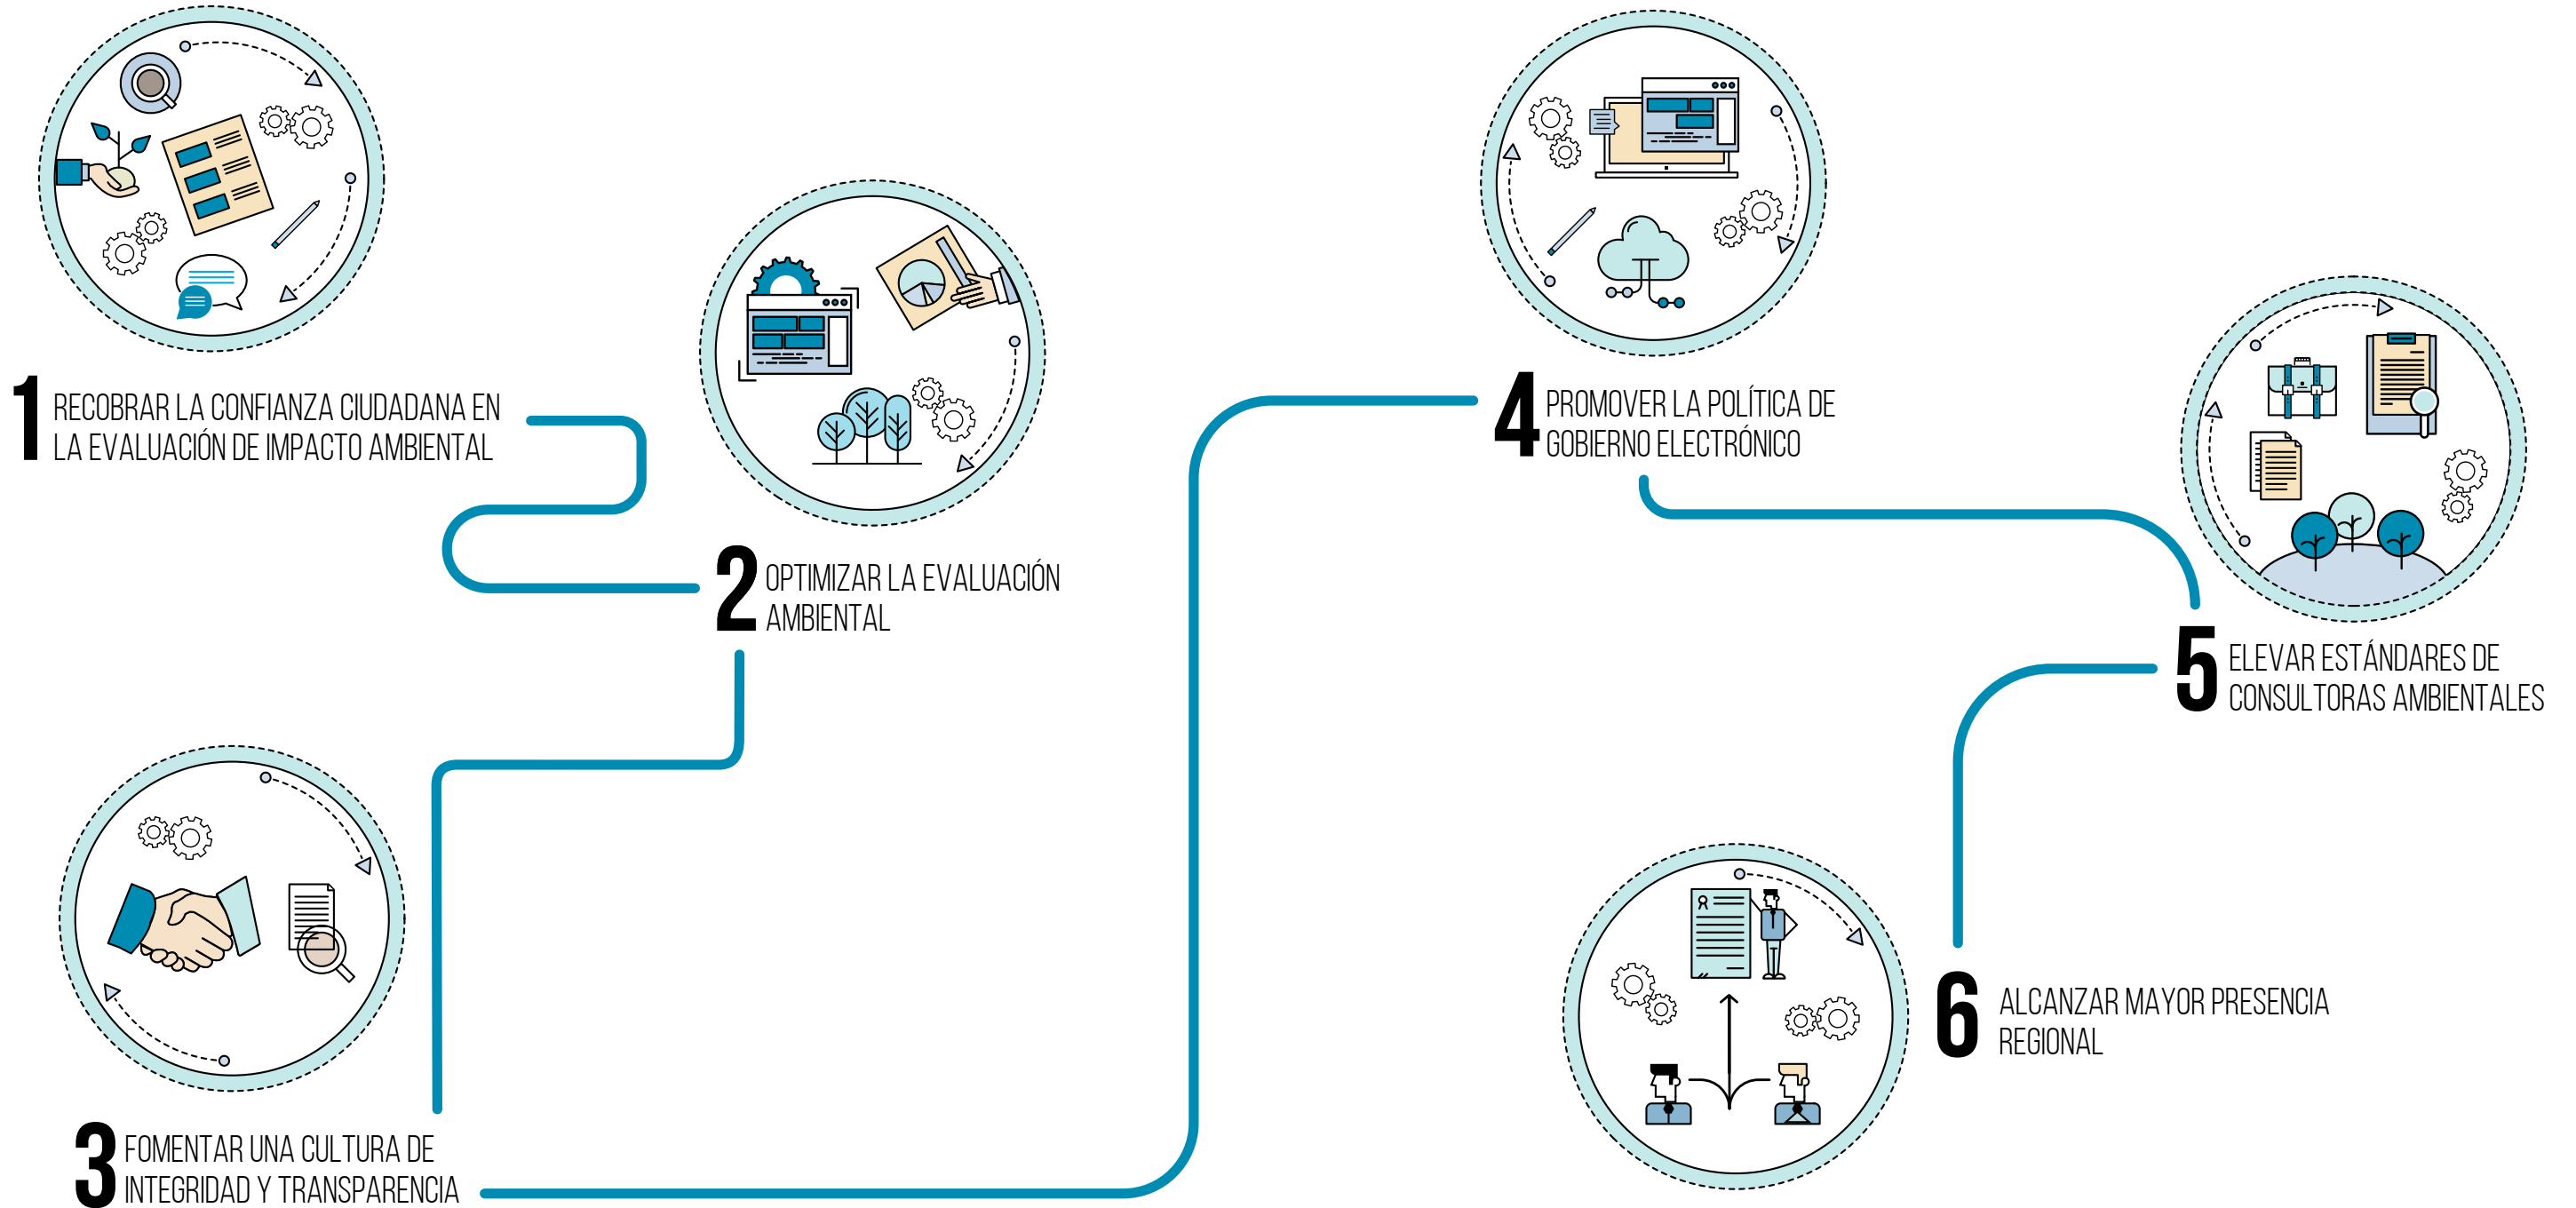 1
RECOBRAR LA CONFIANZA CIUDADANA EN
LA EVALUACIÓN DE IMPACTO AMBIENTAL
2
OPTIMIZAR LA EVALUACIÓN
AMBIENTAL
3
FOMENTAR UNA CULTURA DE
INTEGRIDAD Y TRANSPARENCIA
4
PROMOVER LA POLÍTICA DE
GOBIERNO ELECTRÓNICO
5
ELEVAR ESTÁNDARES DE
CONSULTORAS AMBIENTALES
6
ALCANZAR MAYOR PRESENCIA
REGIONAL